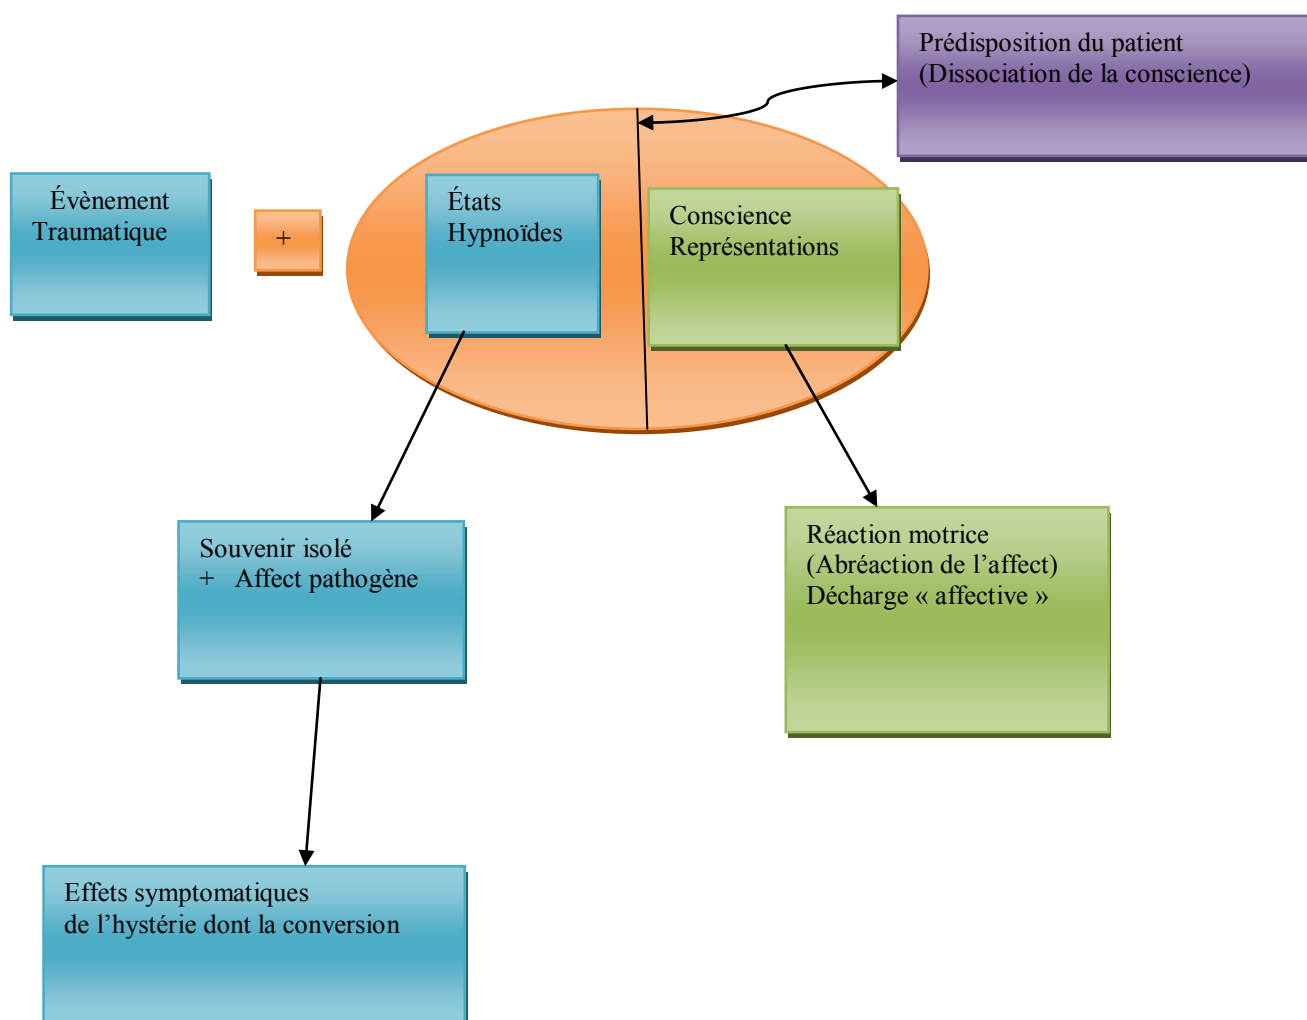 Prédisposition du patient
(Dissociation de la conscience)
Évènement
Traumatique
+
États
Hypnoïdes
Conscience
Représentations
Souvenir isolé
+ Affect pathogène
Réaction motrice
(Abréaction de l’affect)
Décharge « affective »
Effets symptomatiques
de l’hystérie dont la conversion